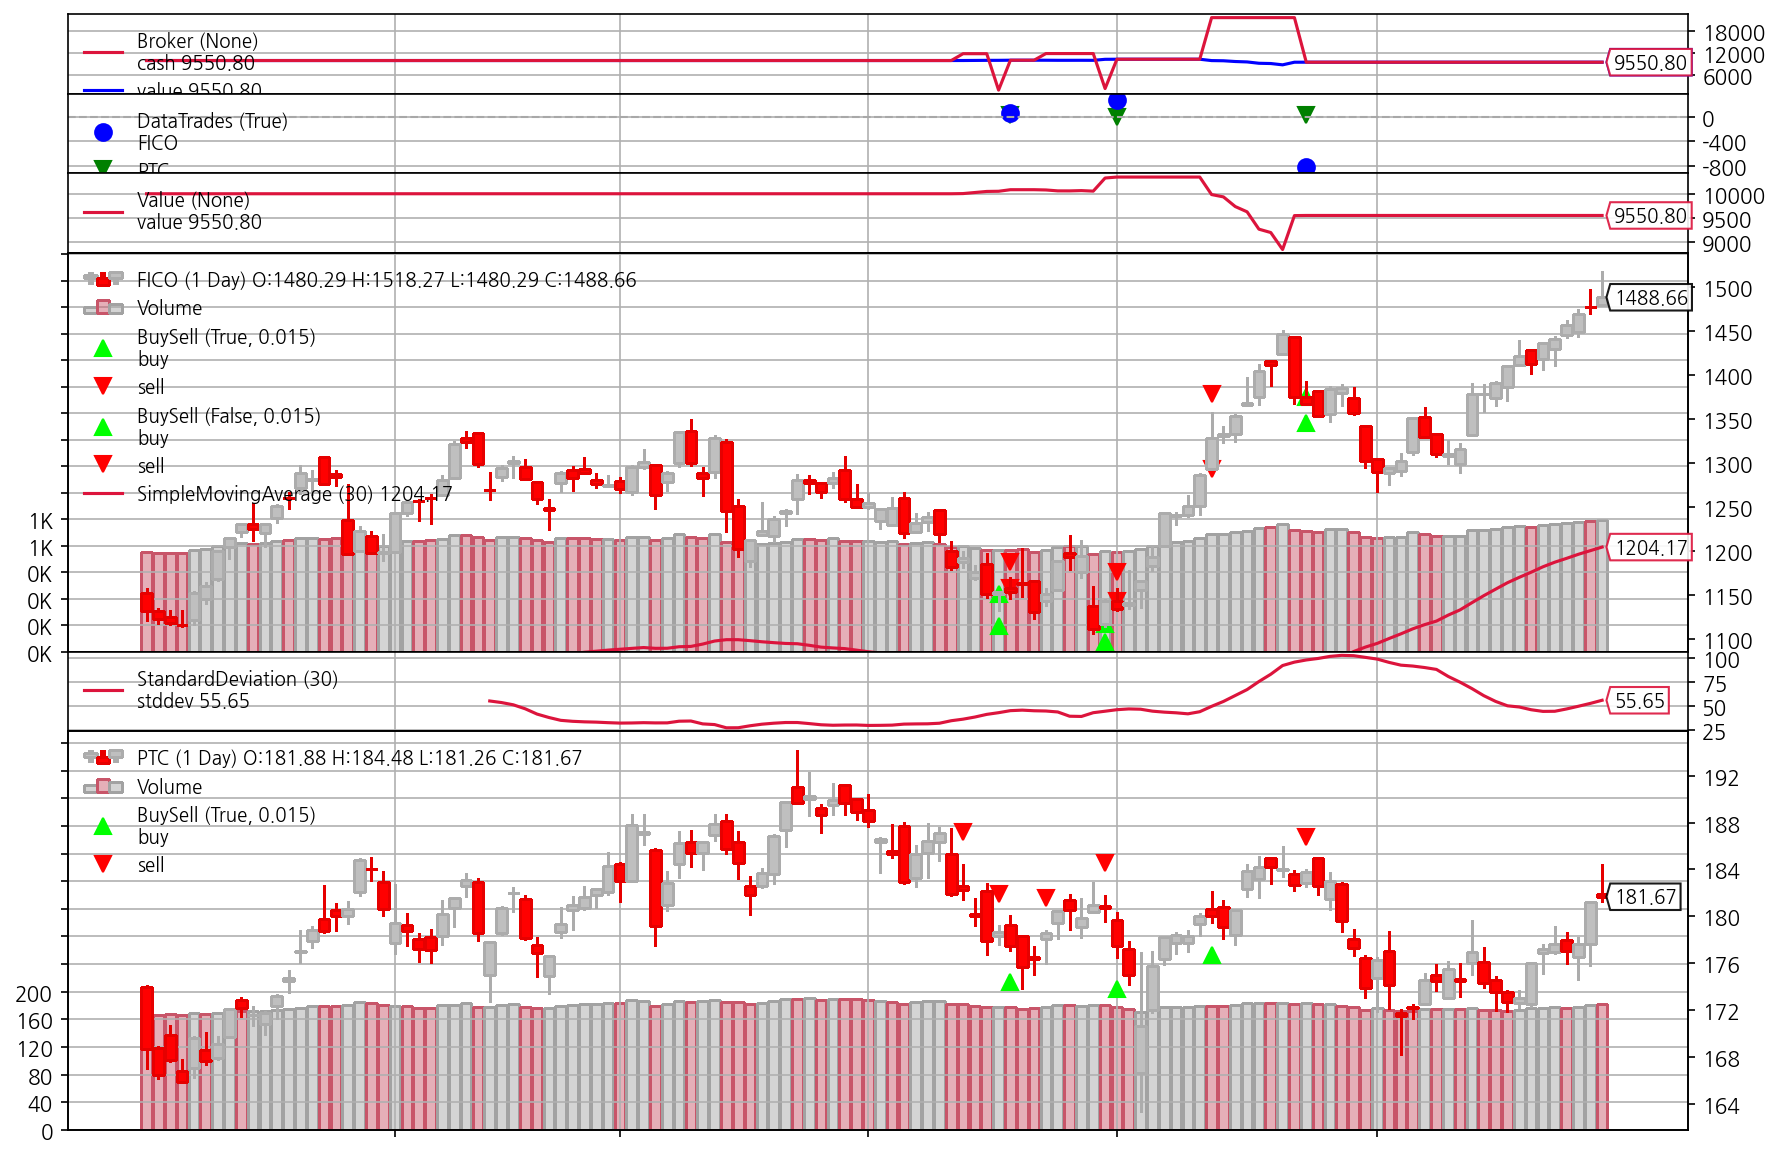 Broker (None)
cash 9550.80
value 9550.80
18000
12000
6000
9550.80
DataTrades (True)
FICO
PTC
0
-400
-800
Value (None)
value 9550.80
10000
9500
9000
9550.80
FICO (1 Day) O:1480.29 H:1518.27 L:1480.29 C:1488.66
Volume
BuySell (True, 0.015)
buy
sell
BuySell (False, 0.015)
buy
sell
SimpleMovingAverage (30) 1204.17
1K
1K
0K
0K
0K
0K
1500
1450
1400
1350
1300
1250
1200
1150
1100
1488.66
1204.17
StandardDeviation (30)
stddev 55.65
100
75
50
25
55.65
PTC (1 Day) O:181.88 H:184.48 L:181.26 C:181.67
Volume
BuySell (True, 0.015)
buy
sell
200
160
120
80
40
0
192
188
184
180
176
172
168
164
181.67